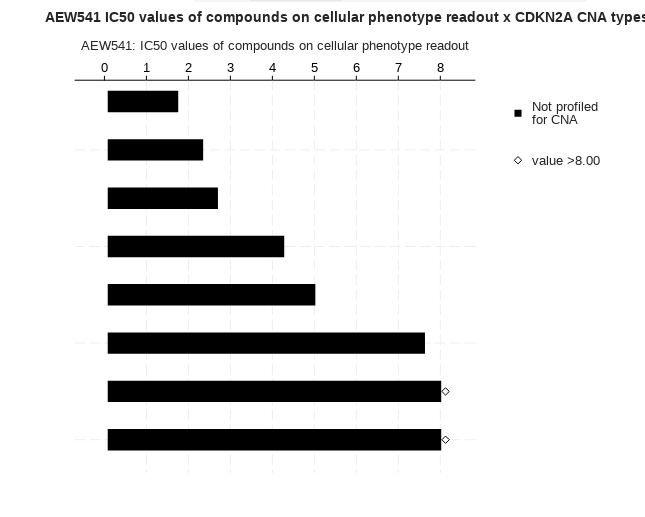 AEW541 IC50 values of compounds on cellular phenotype readout x CDKN2A CNA types
AEW541: IC50 values of compounds on cellular phenotype readout
0 1 2 3 4 5 6 7 8
Not profiled
for CNA
value >8.00